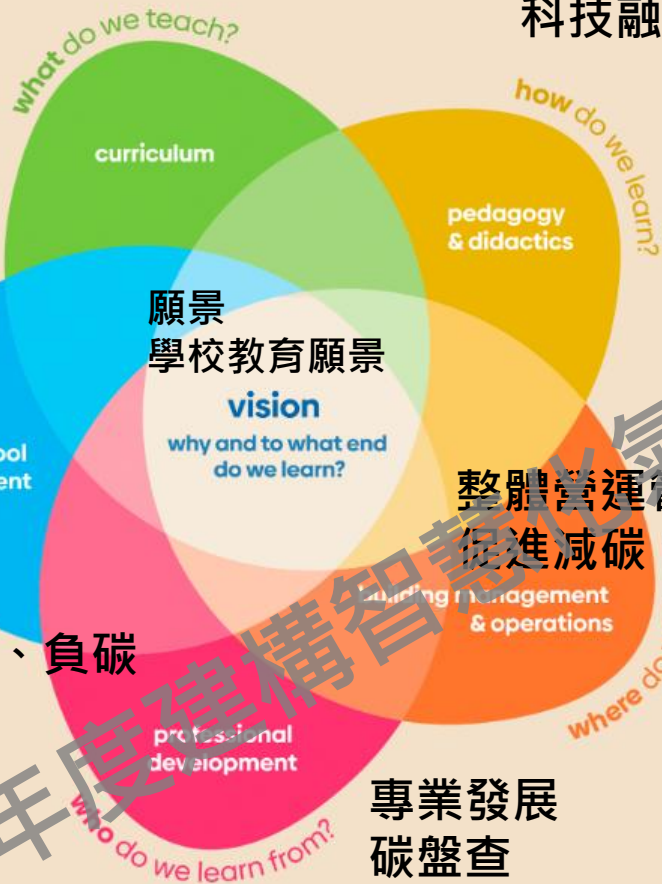 科技融
what do we teach?
how do we learn?
curriculum
pedagogy
& didactics
願景
學校教育願景
vision
why and to what end
do we learn?
整體營運
促進減碳
building management
& operations
、負碳
where do
professional
development
who do we learn from?
專業發展
碳盤查
年度建構智慧化氣